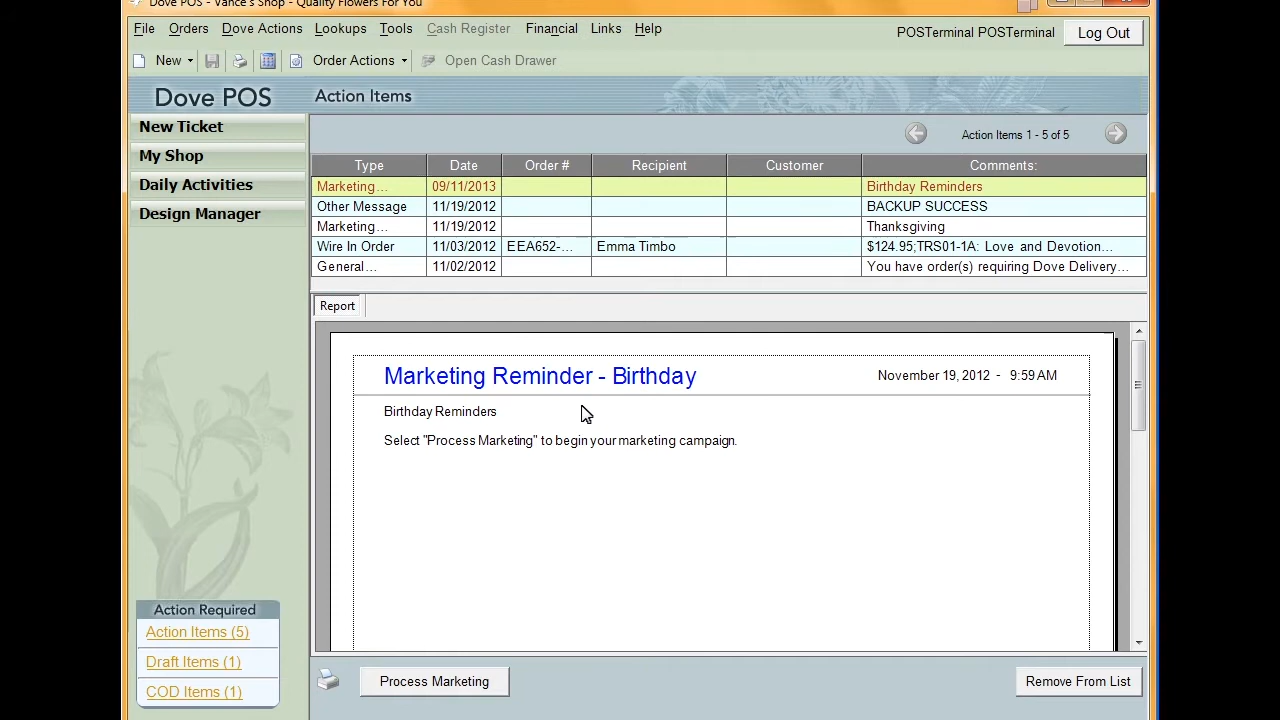 Dove POS - Vance's Shop - Quality Flowers For You
File Orders Dove Actions Lookups Tools Cash Register Financial Links Help
POSTerminal POSTerminal Log Out
New Order Actions Open Cash Drawer
Dove POS Action Items
New Ticket
My Shop
Daily Activities
Design Manager
Action Items 1 - 5 of 5
Type Date Order # Recipient Customer Comments:
Marketing... 09/11/2013 Birthday Reminders
Other Message 11/19/2012 BACKUP SUCCESS
Marketing... 11/19/2012 Thanksgiving
Wire In Order 11/03/2012 EEA652-... Emma Timbo $124.95;TRS01-1A: Love and Devotion...
General... 11/02/2012 You have order(s) requiring Dove Delivery...
Report
Marketing Reminder - Birthday November 19, 2012 - 9:59 AM
Birthday Reminders
Select "Process Marketing" to begin your marketing campaign.
Action Required
Action Items (5)
Draft Items (1)
COD Items (1)
Process Marketing Remove From List